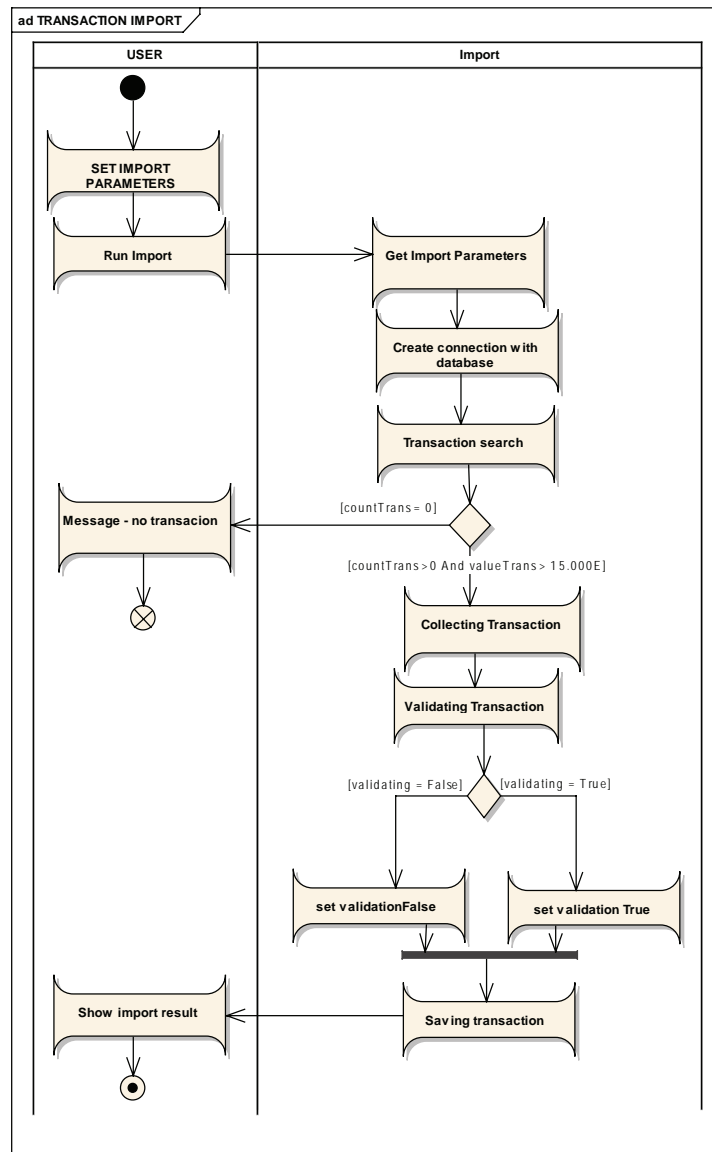 ad TRANSACTION IMPORT
USER
Import
SET IMPORT
PARAMETERS
Run Import
Get Import Parameters
Create connection with
database
Transaction search
[countTrans= 0]
Message - no transacion
[countTrans>0 And valueTrans> 15.000E]
Collecting Transaction
Validating Transaction
[validating = False]
[validating = True]
set validationFalse
set validation True
Show import result
Saving transaction